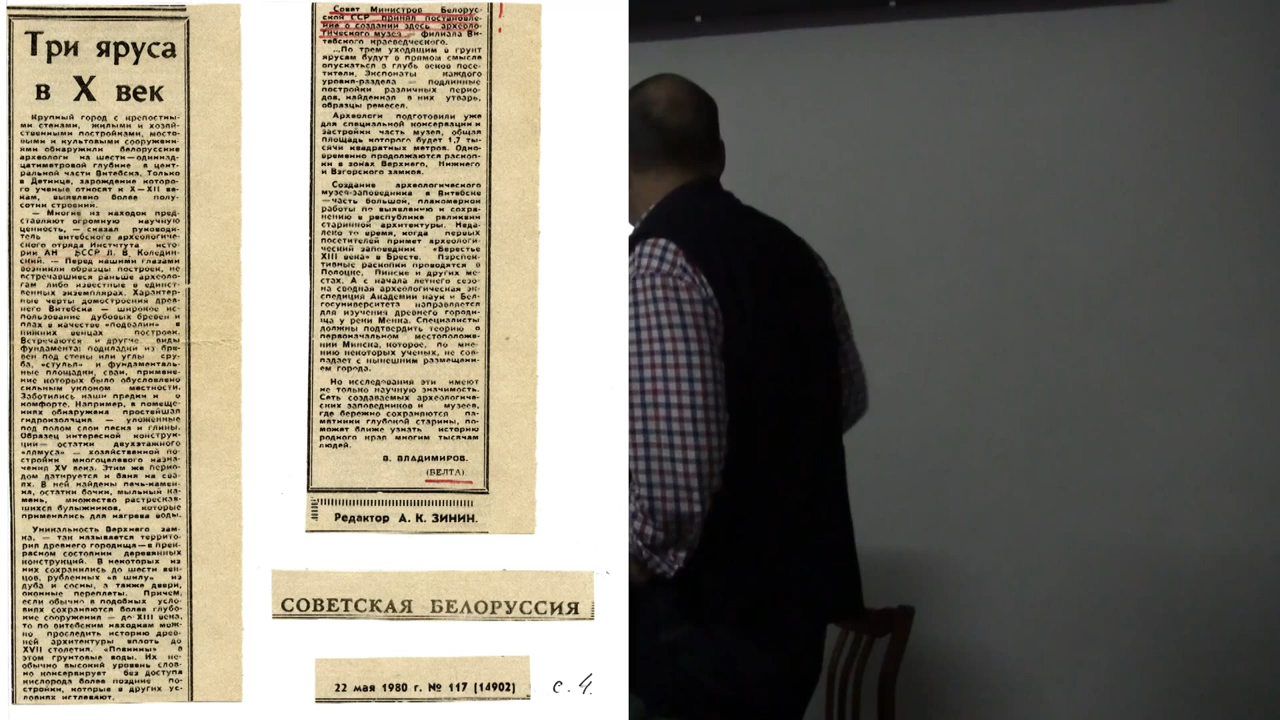 Три яруса
в X век
Крупный город с крепостны-
ми стенами, жилыми и хозяй-
ственными постройками, мосто-
выми и культовыми сооружени-
ями обнаружили белорусские
археологи на шести—одиннад-
цатиметровой глубине в цент-
ральной части Витебска. Только
в Детинце, зарождение которо-
го ученые относят к X—XII ве-
кам, выявлено более полу-
сотни строений.
— Многие из находок пред-
ставляют огромную научную
ценность, — сказал руководи-
тель витебского археологиче-
ского отряда Института исто-
рии АН БССР Л. В. Колединский
ский. — Перед нашими глазами
возникли образцы построек, не
встречавшиеся раньше археоло-
гам либо известные в единст-
венных экземплярах. Характер-
ные черты домостроения древ-
него Витебска — широкое ис-
пользование дубовых бревен и
плах в качестве «подвалин» в
нижних венцах построек.
Встречаются и другие виды
фундамента: подкладки из бре-
вен под стены или углы сру-
ба, «стулья» и фундаменталь-
ные площадки, сваи, примене-
ние которых было обусловлено
сильным уклоном местности.
Заботились наши предки и о
комфорте. Например, в помеще-
ниях обнаружена простейшая
гидроизоляция — уложенные
под полом слои песка и глины.
Образец интересной конструк-
ции — остатки двухэтажного
«алмуса» — хозяйственной по-
стройки многоцелевого назна-
чения XV века. Этим же перио-
дом датируется и баня на сва-
ях. В ней найдены печь-камен-
ка, остатки бочки, мыльный ка-
мень, множество растрескав-
шихся булыжников, которые
применялись для нагрева воды.
Уникальность Верхнего зам-
ка, — так называется террито-
рия древнего городища — в прек-
расном состоянии деревянных
конструкций. В некоторых из
них сохранились до шести вен-
цов, рубленных «в шилу» из
дуба и сосны, а также двери,
оконные переплеты. Причем,
если обычно в подобных усло-
виях сохраняются более глубо-
кие сооружения — до XIII века,
то по витебским находкам мож-
но проследить историю древ-
ней архитектуры вплоть до
XVII столетия. «Повинны» в
этом грунтовые воды. Их не-
обычно высокий уровень слов-
но консервирует без доступа
кислорода более поздние по-
стройки, которые в других ус-
ловиях истлевают.
Совет Министров Белорус-
ской ССР принял постановле-
ние о создании здесь археоло-
гического музея — филиала Ви-
тебского краеведческого.
...По трем уходящим в грунт
ярусам будут в прямом смысле
опускаться в глубь веков посе-
тители. Экспонаты каждого
уровня-раздела — подлинные
постройки различных перио-
дов, найденная в них утварь,
образцы ремесел.
Археологи подготовили уже
для специальной консервации и
застройки часть музея, общая
площадь которого будет 1,7 ты-
сячи квадратных метров. Одно-
временно продолжаются раскоп-
ки в зонах Верхнего, Нижнего
и Взгорского замков.
Создание археологического
музея-заповедника в Витебске
— часть большой, планомерной
работы по выявлению и сохра-
нению в республике реликвии
старинной архитектуры. Неда-
леко то время, когда первых
посетителей примет археологи-
ческий заповедник «Берестье
XIII века» в Бресте. Перспек-
тивные раскопки проводятся в
Полоцке, Пинске и других ме-
стах. А с начала летнего сезо-
на сводная археологическая эк-
спедиция Академии наук и Бел-
госуниверситета направляется
для изучения древнего городи-
ща у реки Менка. Специалисты
должны подтвердить теорию о
первоначальном местоположе-
нии Минска, которое, по мне-
нию некоторых ученых, не сов-
падает с нынешним размещени-
ем города.
Но исследования эти имеют
не только научную значимость.
Сеть создаваемых археологиче-
ских заповедников и музеев,
где бережно сохраняются па-
мятники глубокой старины, по-
может ближе узнать историю
родного края многим тысячам
людей.
В. ВЛАДИМИРОВ.
(БЕЛТА).
Редактор А. К. ЗИНИН.
СОВЕТСКАЯ БЕЛОРУССИЯ
22 мая 1980 г. № 117 [14902]
с. 4.